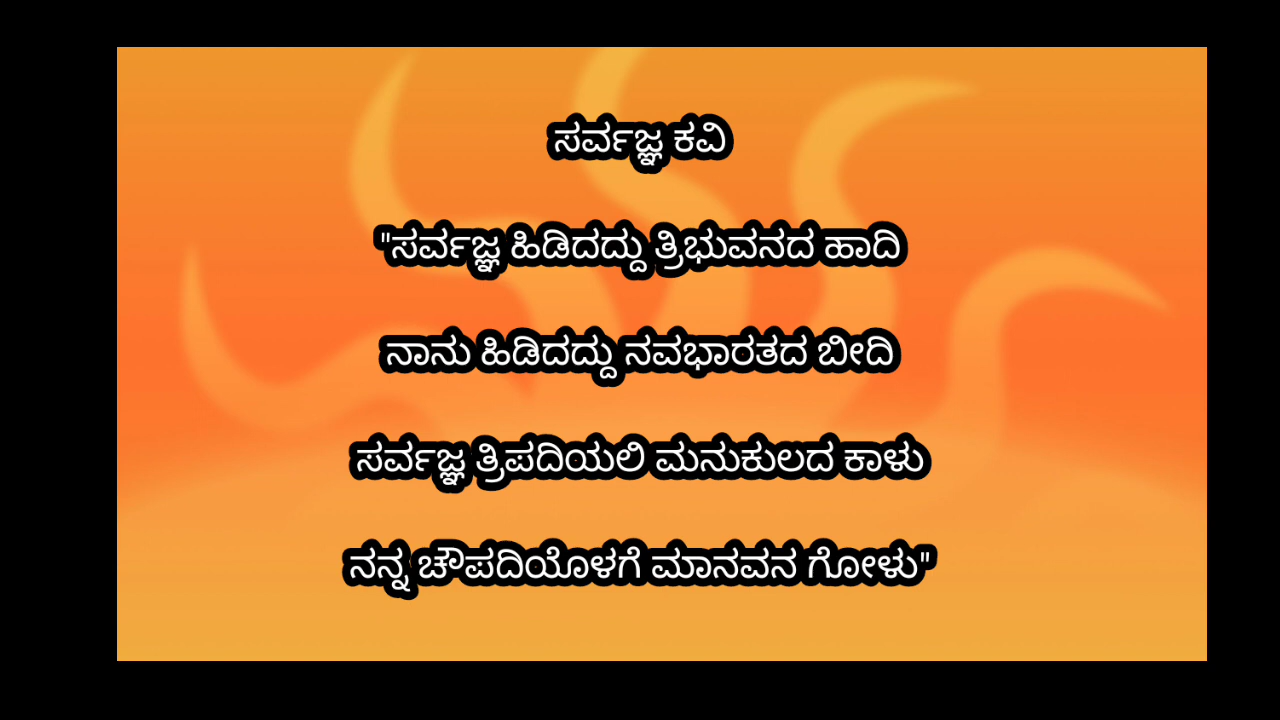 ಸರ್ವಜ್ಞ ಕವಿ
"ಸರ್ವಜ್ಞ ಹಿಡಿದದ್ದು ತ್ರಿಭುವನದ ಹಾದಿ
ನಾನು ಹಿಡಿದದ್ದು ನವಭಾರತದ ಬೀದಿ
ಸರ್ವಜ್ಞ ತ್ರಿಪದಿಯಲಿ ಮನುಕುಲದ ಕಾಳು
ನನ್ನ ಚೌಪದಿಯೊಳಗೆ ಮಾನವನ ಗೋಳು"